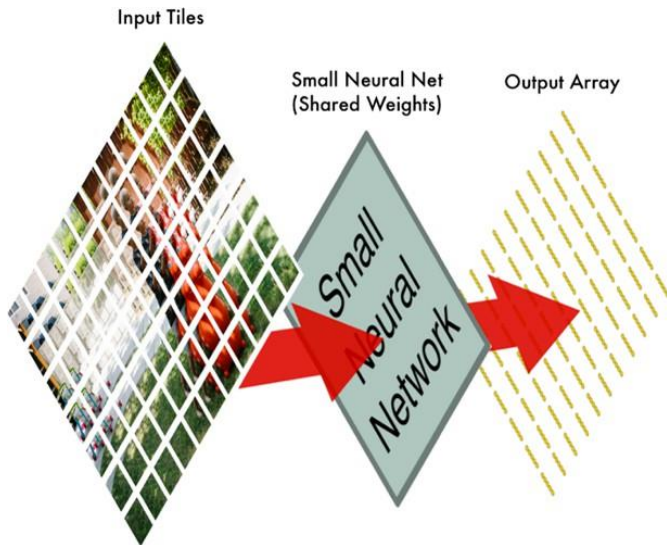 Input Tiles
Small Neural Net
(Shared Weights)
Output Array
Small
Neural
Network